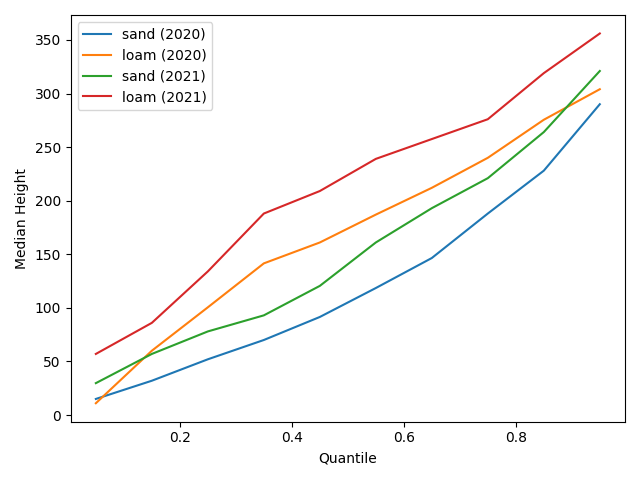 sand (2020)
loam (2020)
sand (2021)
loam (2021)
350
300
250
200
150
100
50
0
Median Height
0.2 0.4 0.6 0.8
Quantile